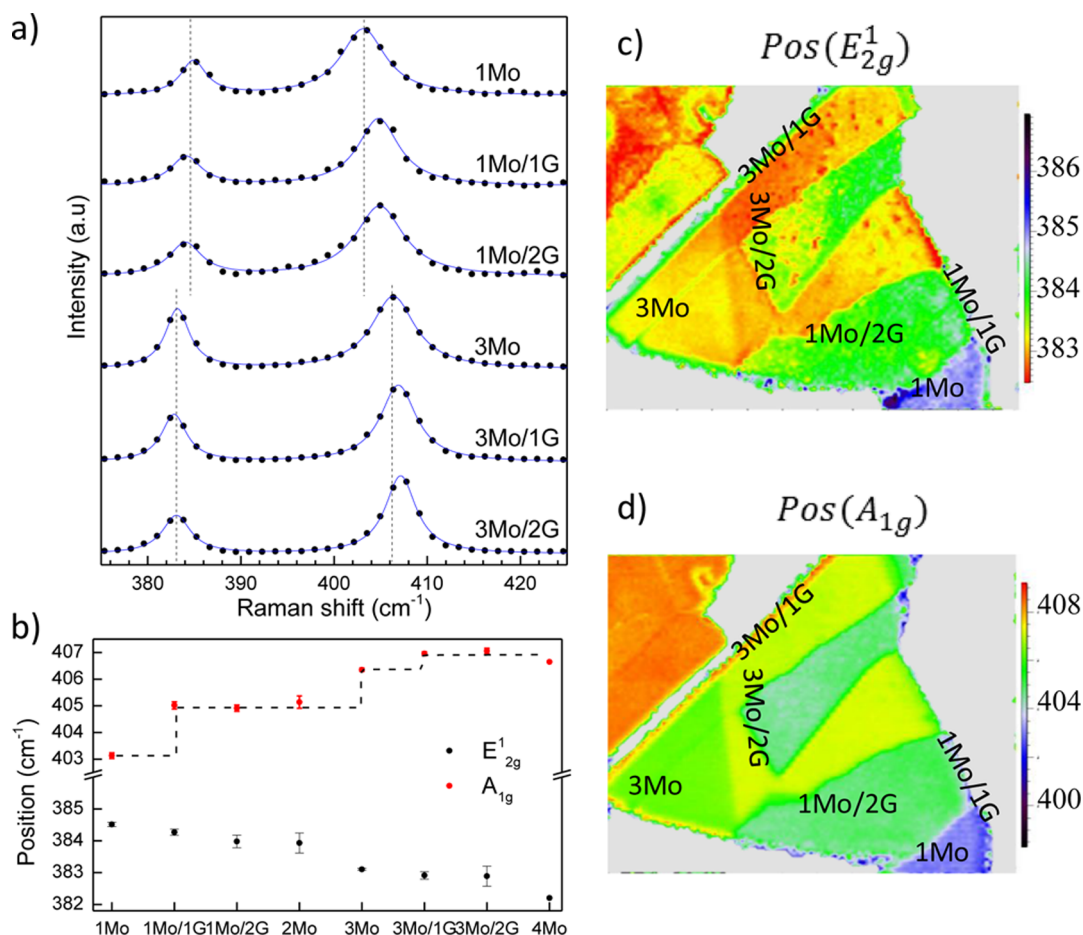 a)
1Mo
1Mo/1G
1Mo/2G
3Mo
3Mo/1G
3Mo/2G
Intensity (a.u)
380 390 400 410 420
Raman shift (cm-1)
b)
407
406
405
404
403
385
384
383
382
Position (cm-1)
E12g
A1g
1Mo 1Mo/1G 1Mo/2G 2Mo 3Mo 3Mo/1G 3Mo/2G 4Mo
c)
Pos(E12g)
3Mo/1G
3Mo/2G
3Mo
1Mo/2G
1Mo/1G
1Mo
386
385
384
383
d)
Pos(A1g)
3Mo/1G
3Mo/2G
3Mo
1Mo/2G
1Mo/1G
1Mo
408
404
400